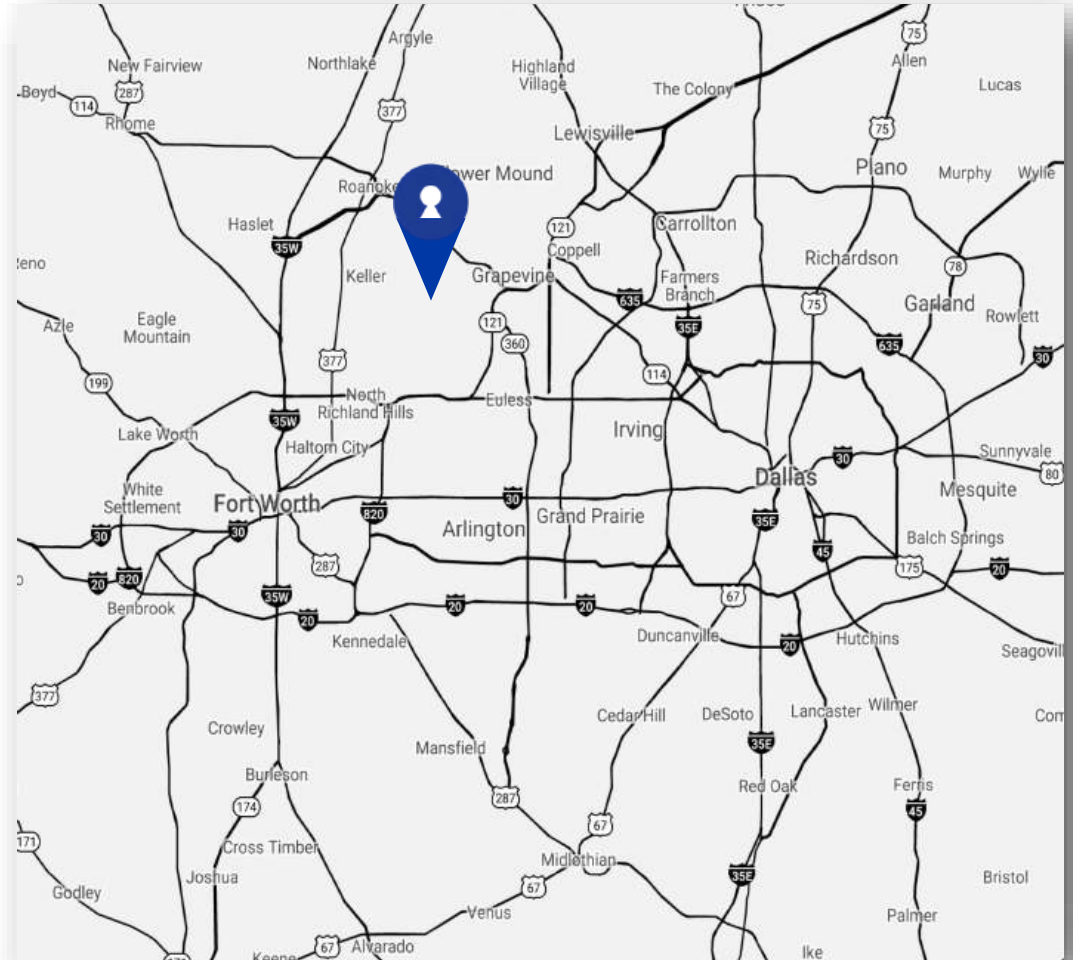 Argyle
75
New Fairview
Northlake
Highland
Village
Allen
Boyd
287
114
377
The Colony
Lucas
Rhome
Lewisville
75
Plano
Murphy
Wylie
Roanoke
ower Mound
Haslet
35W
121
Carrollton
Coppell
Richardson
78
Keller
Grapevine
Farmers
Branch
635
75
Garland
Rowlett
Azle
Eagle
Mountain
121
360
35E
635
30
377
199
114
North
Richland Hills
Euless
35W
Lake Worth
Haltom City
Irving
30
Sunnyvale
80
White
Settlement
Fort Worth
30
Dallas
Mesquite
820
Arlington
Grand Prairie
35E
30
30
45
Balch Springs
287
175
20
20
820
35W
67
Benbrook
20
20
20
Kennedale
Duncanville
20
Hutchins
Seagovil
377
Crowley
Cedar Hill
DeSoto
Lancaster
Wilmer
Com
Mansfield
35E
Burleson
Red Oak
Ferris
174
287
67
45
171
Cross Timber
Midlothian
35E
Godley
Joshua
67
Bristol
Venus
Palmer
67
Alvarado
Keene
Ike